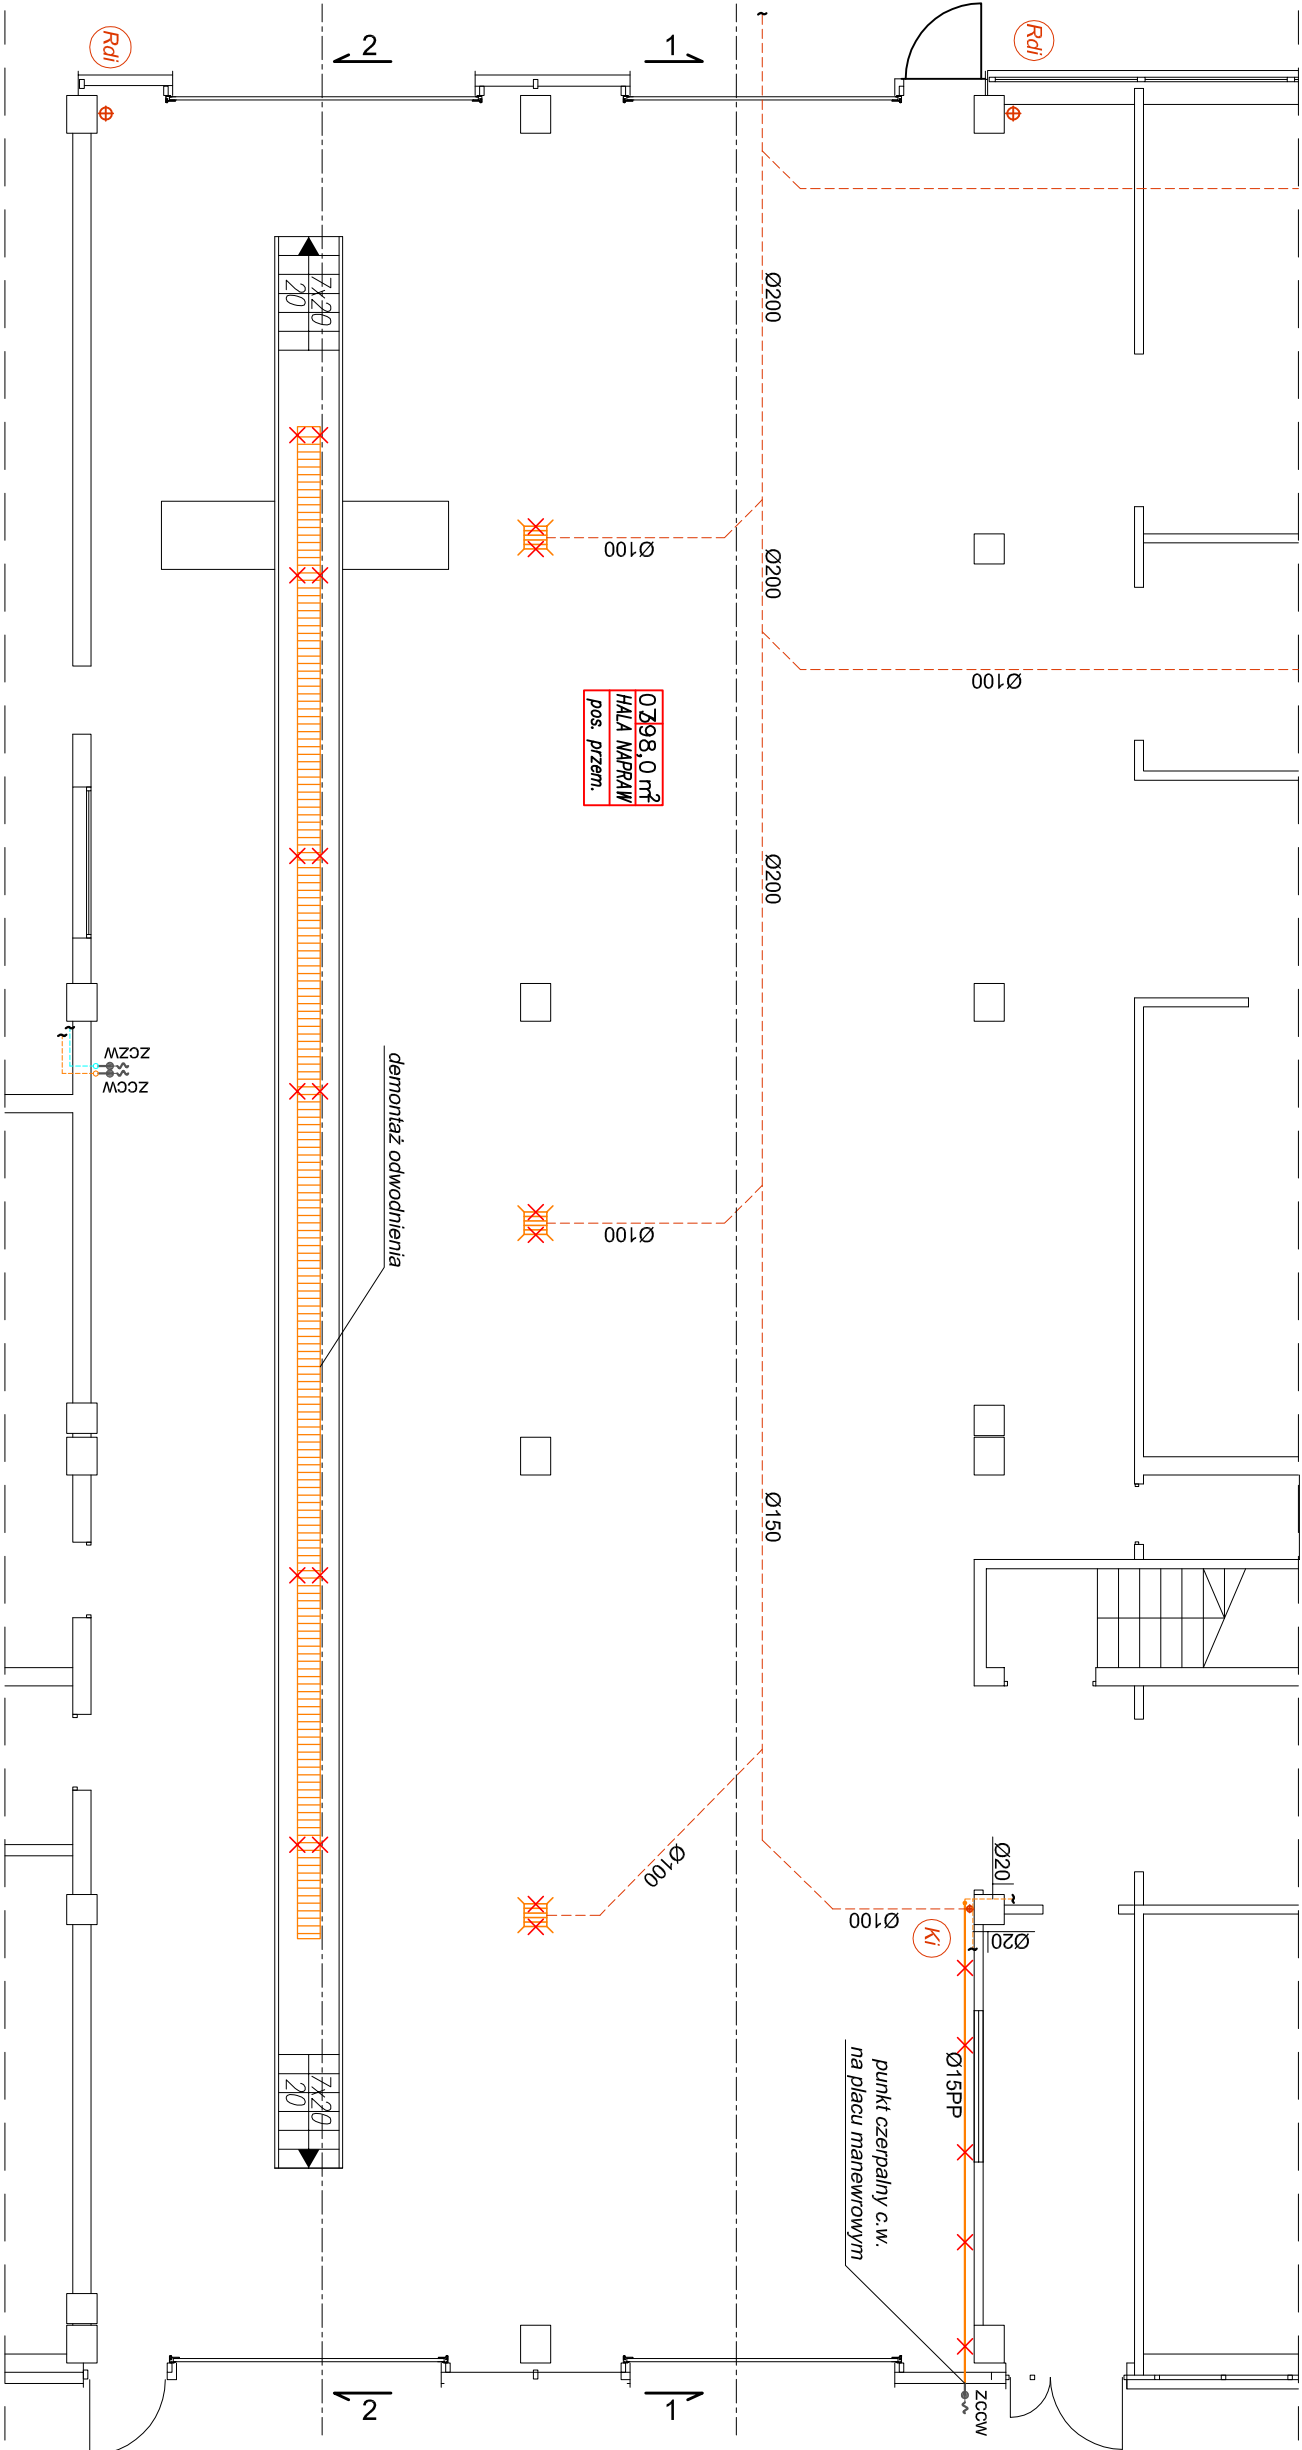 Rdi
2
1
Rdi
7x20
20
Ø200
Ø100
Ø200
Ø100
398,0 m²
HALA NAPRAW
pos. przem.
Ø200
zczw
zccw
demontaż odwodnienia
Ø100
Ø150
Ø100
Ø20
Ø100
Ki
Ø20
Ø15PP
punkt czerpalny c.w.
na placu manewrowym
7x20
20
zccw
2
1